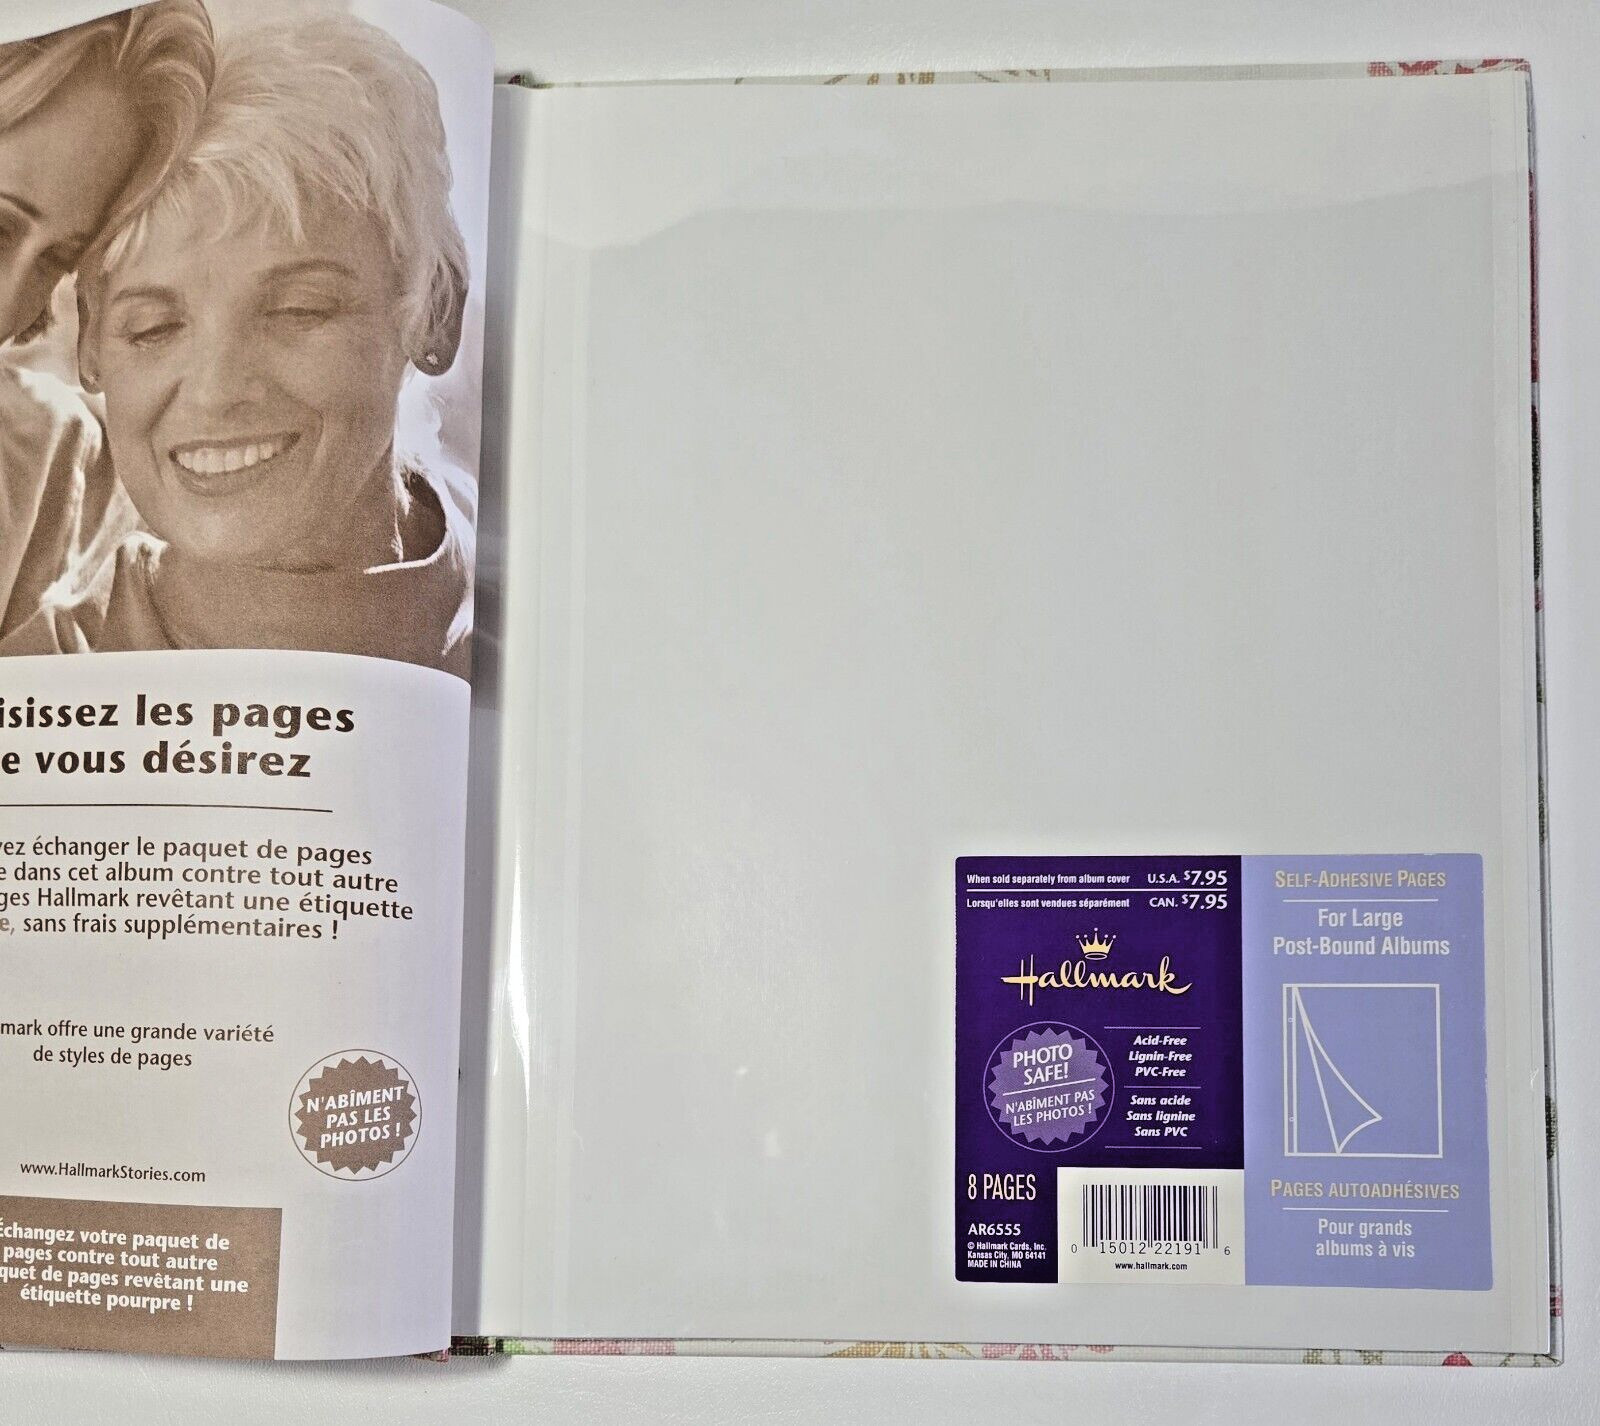 isissez les pages
e vous désirez
ez échanger le paquet de pages
e dans cet album contre tout autre
ges Hallmark revêtant une étiquette
e, sans frais supplémentaires !
mark offre une grande variété
de styles de pages
N'ABÎMENT
PAS LES
PHOTOS !
www.HallmarkStories.com
Échangez votre paquet de
pages contre tout autre
quet de pages revêtant une
étiquette pourpre !
When sold separately from album cover U.S.A. $7.95
Lorsqu'elles sont vendues séparément CAN. $7.95
Hallmark
PHOTO
SAFE!
N'ABÎMENT PAS
LES PHOTOS !
Acid-Free
Lignin-Free
PVC-Free
Sans acide
Sans lignine
Sans PVC
8 PAGES
AR6555
© Hallmark Cards, Inc.
Kansas City, MO 64141
MADE IN CHINA
0 15012 22191 6
www.hallmark.com
SELF-ADHESIVE PAGES
For Large
Post-Bound Albums
PAGES AUTOADHÉSIVES
Pour grands
albums à vis